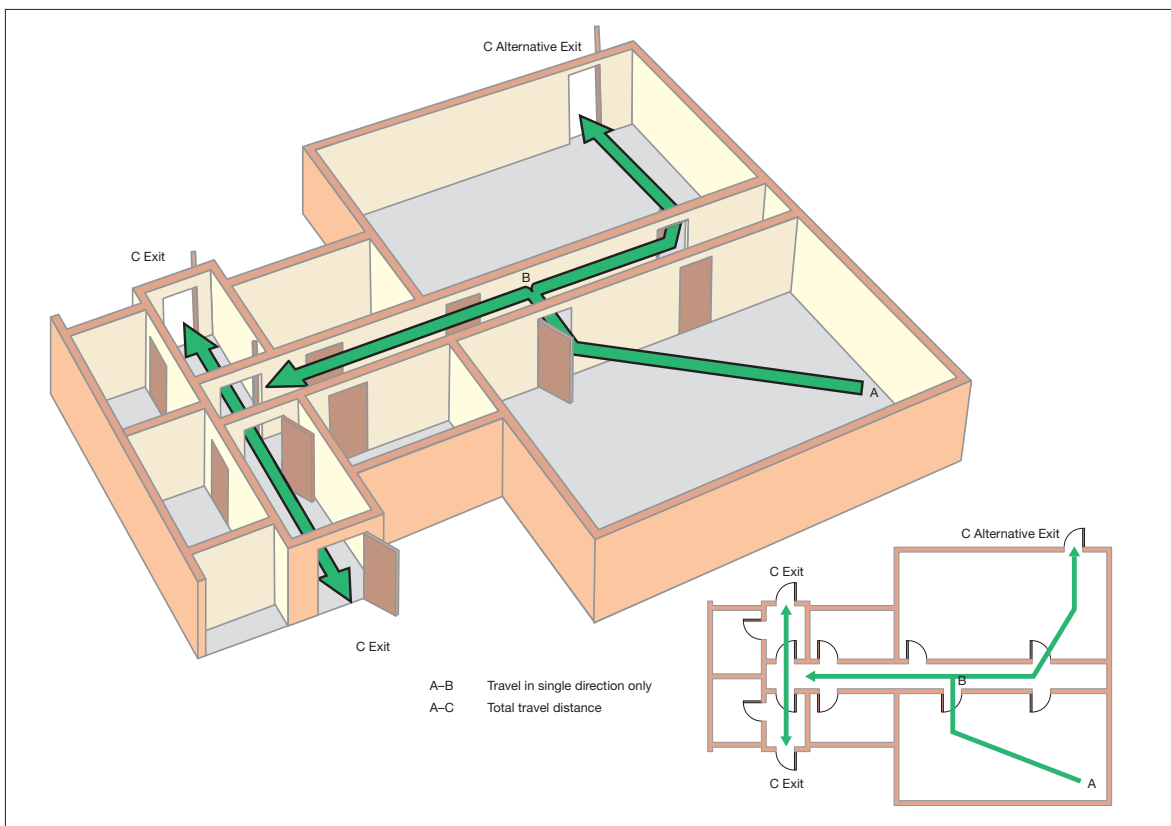 C Alternative Exit
C Exit
B
A
C Exit
A–B Travel in single direction only
A–C Total travel distance
C Alternative Exit
C Exit
B
A
C Exit